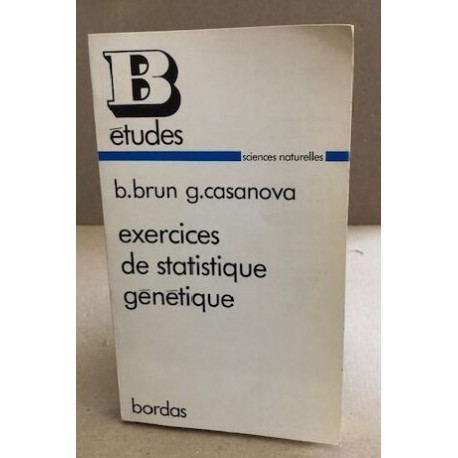 B
études
sciences naturelles
b.brun g.casanova
exercices
de statistique
génétique
bordas